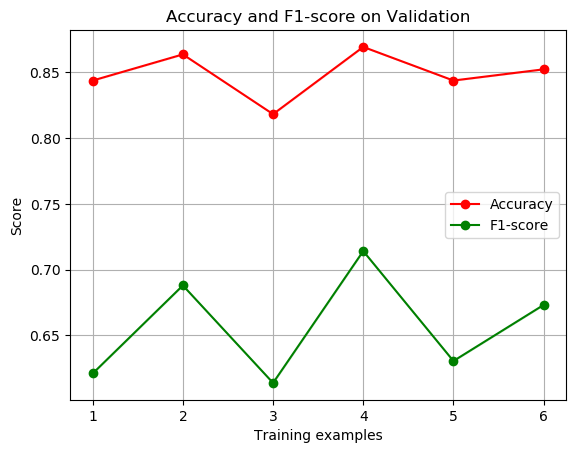 Accuracy and F1-score on Validation
Score
0.85
0.80
0.75
0.70
0.65
Accuracy
F1-score
1 2 3 4 5 6
Training examples